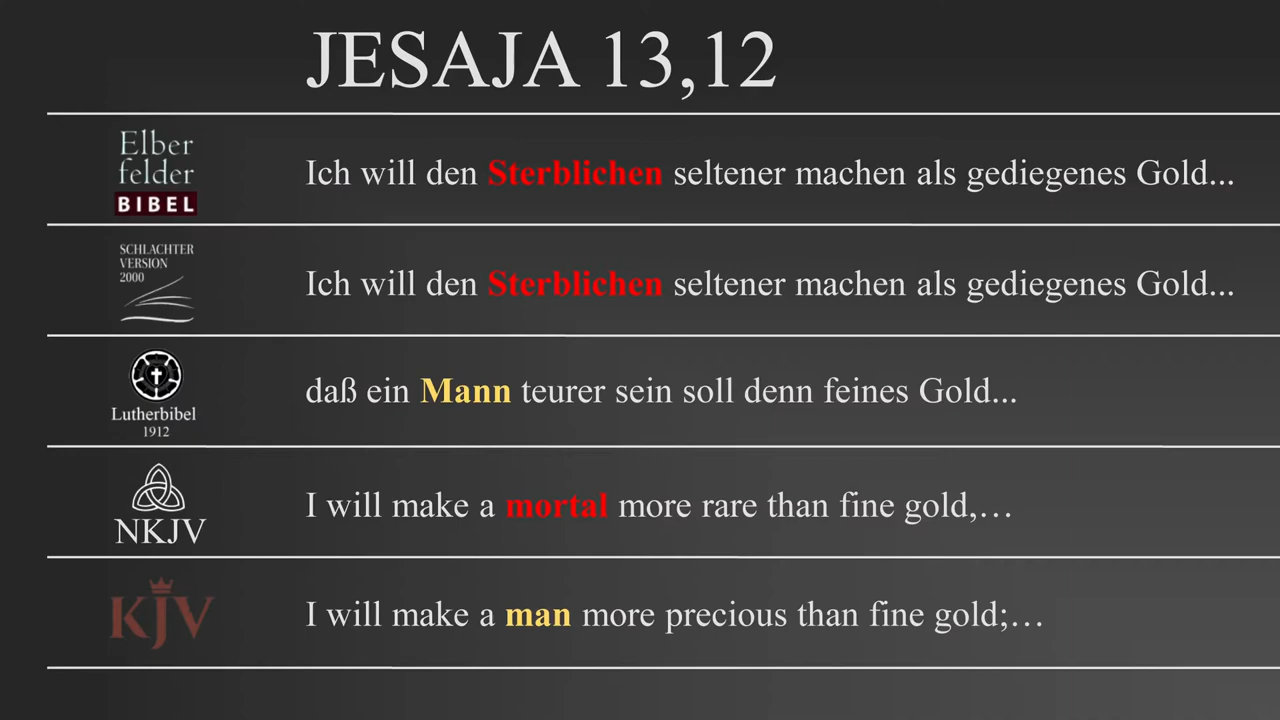 JESAJA 13,12
Elber
felder
BIBEL
Ich will den Sterblichen seltener machen als gediegenes Gold...
SCHLACHTER
VERSION
2000
Ich will den Sterblichen seltener machen als gediegenes Gold...
Lutherbibel
1912
daß ein Mann teurer sein soll denn feines Gold...
NKJV
I will make a mortal more rare than fine gold,…
KJV
I will make a man more precious than fine gold;…